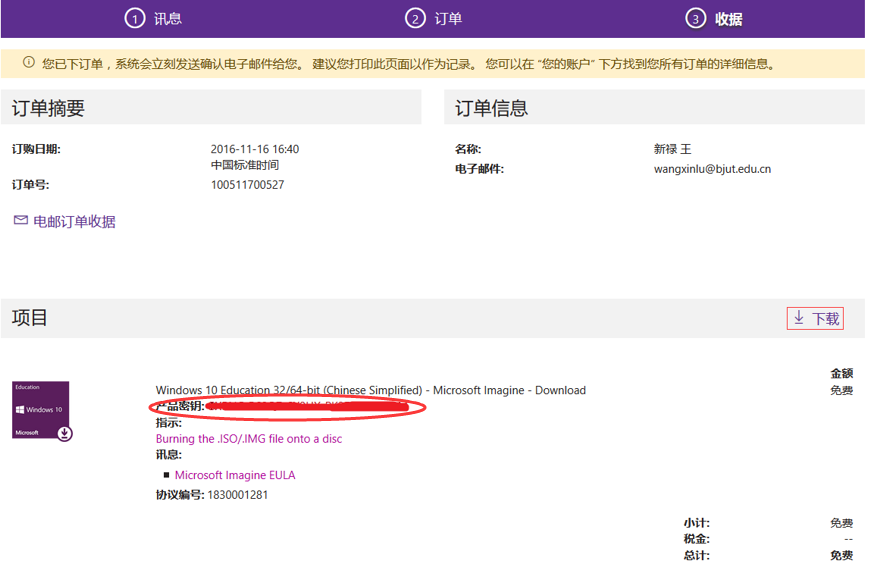 1 讯息
2 订单
3 收据
您已下订单，系统会立刻发送确认电子邮件给您。 建议您打印此页面以作为记录。 您可以在 “您的账户” 下方找到您所有订单的详细信息。
订单摘要
订单信息
订购日期: 2016-11-16 16:40
中国标准时间
订单号: 100511700527
名称: 新禄 王
电子邮件: wangxinlu@bjut.edu.cn
电邮订单收据
项目
下载
金额
Education
Windows 10
Microsoft
Windows 10 Education 32/64-bit (Chinese Simplified) - Microsoft Imagine - Download 免费
产品密钥:
指示:
Burning the .ISO/.IMG file onto a disc
讯息:
Microsoft Imagine EULA
协议编号: 1830001281
小计: 免费
税金: --
总计: 免费